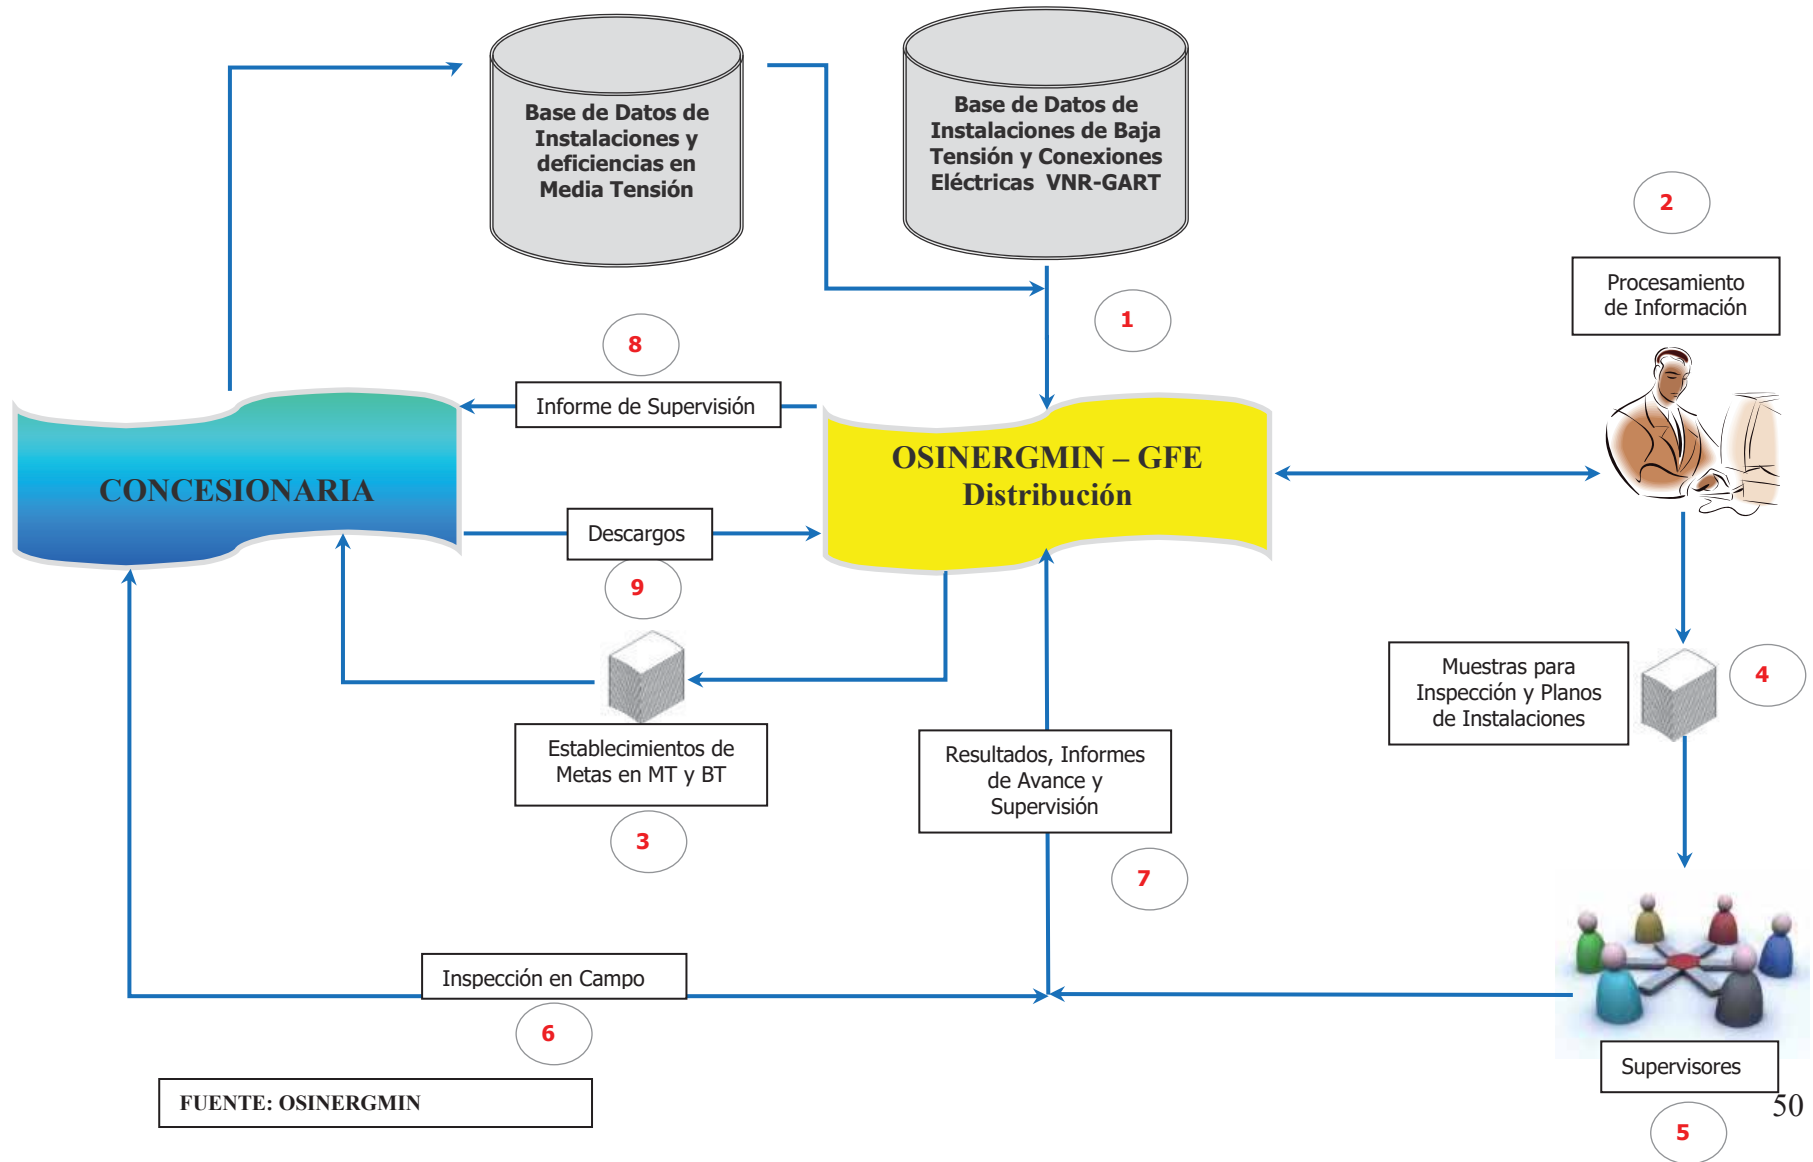 Base de Datos de
Instalaciones y
deficiencias en
Media Tensión
Base de Datos de
Instalaciones de Baja
Tensión y Conexiones
Eléctricas VNR-GART
2
Procesamiento
de Información
1
8
Informe de Supervisión
CONCESIONARIA
OSINERGMIN – GFE
Distribución
Descargos
9
Establecimientos de
Metas en MT y BT
3
Muestras para
Inspección y Planos
de Instalaciones
4
Resultados, Informes
de Avance y
Supervisión
7
Inspección en Campo
6
Supervisores
5
FUENTE: OSINERGMIN
50